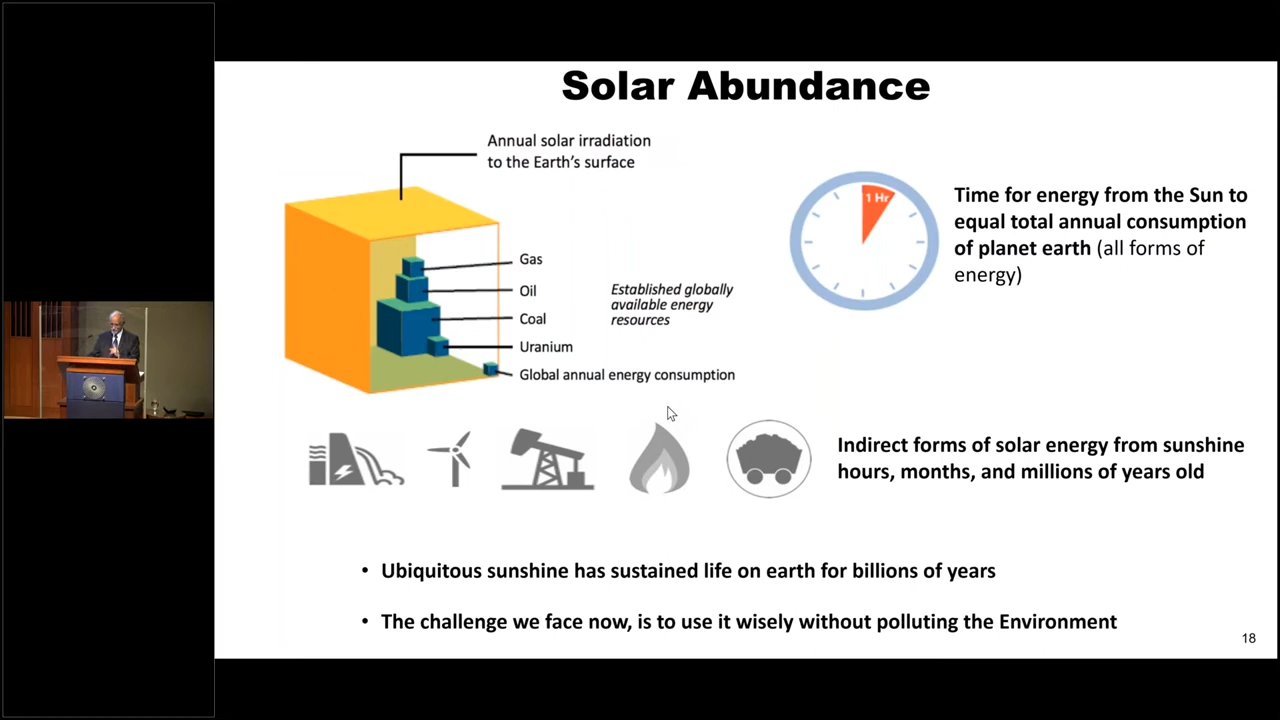 Solar Abundance
Annual solar irradiation
to the Earth's surface
Gas
Oil
Coal
Uranium
Global annual energy consumption
Established globally
available energy
resources
1 Hr
Time for energy from the Sun to
equal total annual consumption
of planet earth (all forms of
energy)
Indirect forms of solar energy from sunshine
hours, months, and millions of years old
• Ubiquitous sunshine has sustained life on earth for billions of years
• The challenge we face now, is to use it wisely without polluting the Environment
18